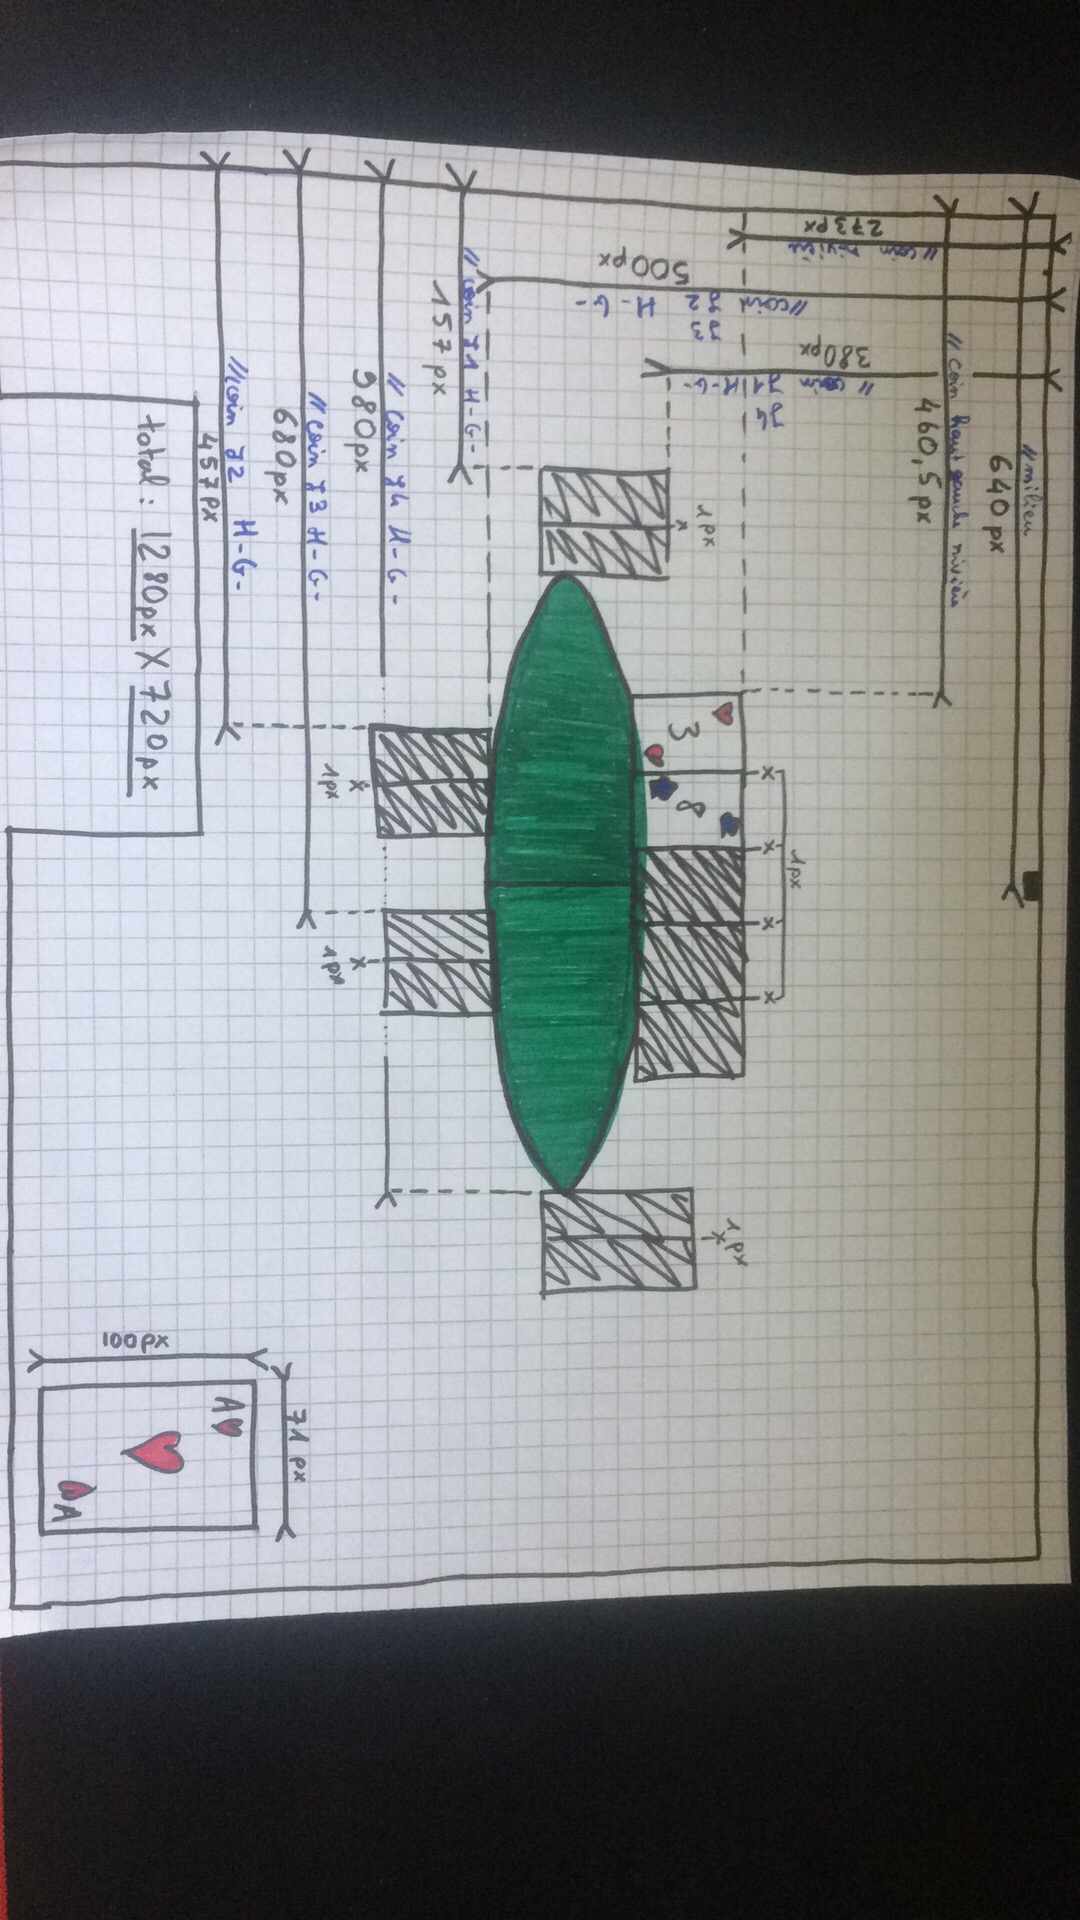 // milieu
640 px
// coin haut gauche rivière
460,5 px
// coin rivière
273px
// coin J2 H-G-
J3
500px
// coin J1 H-G-
J4
380px
1px
1px
1px
3
8
// coin J1 H-G-
157 px
// coin J4 H-G-
980px
1px
1px
// coin J3 H-G-
680px
// coin J2 H-G-
457px
total : 1280px X 720px
71 px
100px
A
A